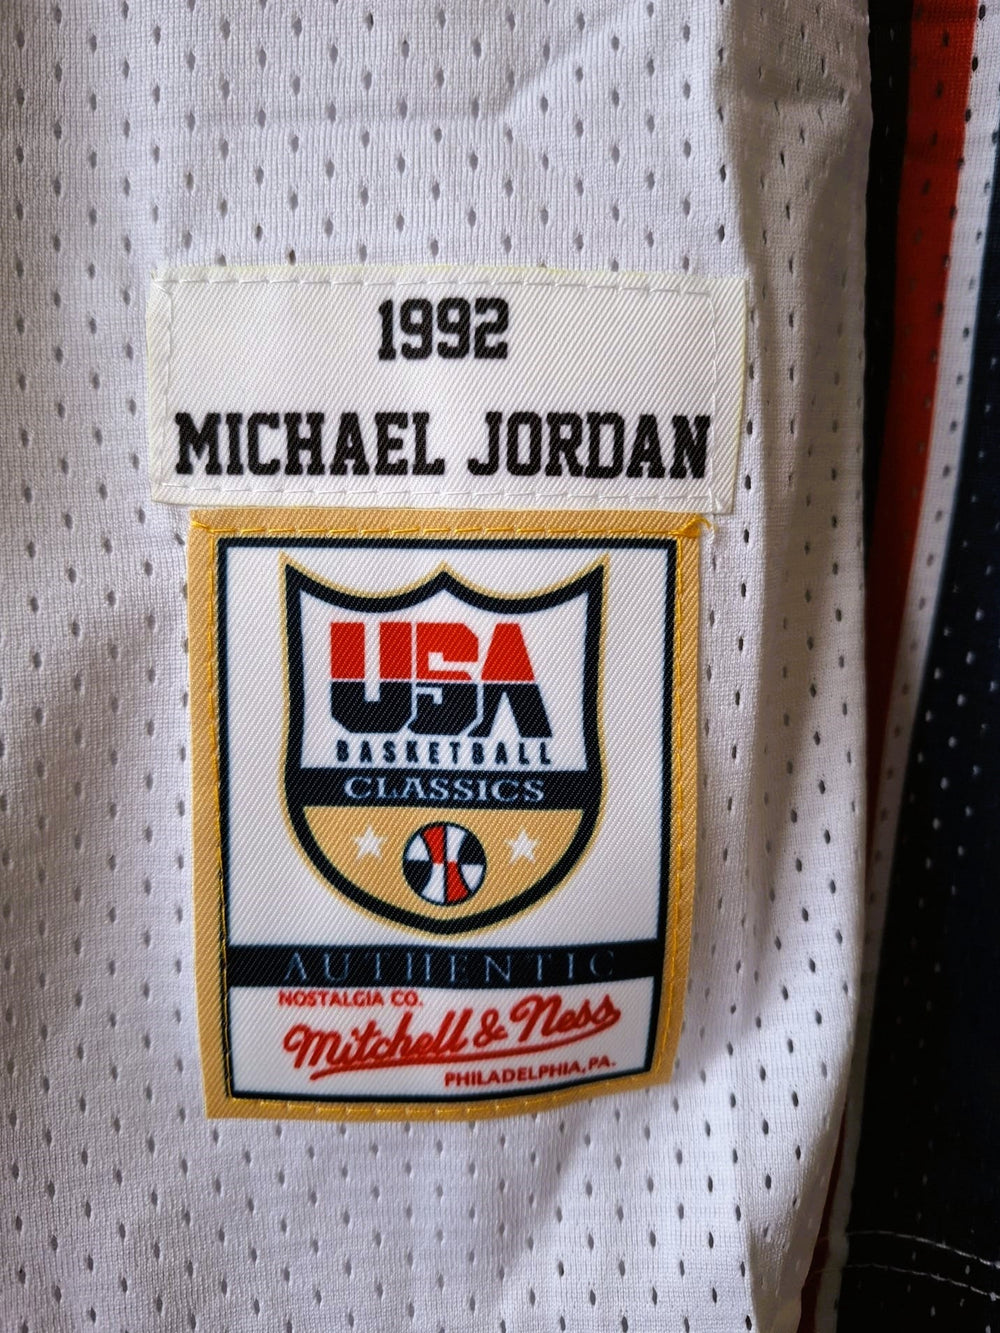 1992
MICHAEL JORDAN
USA
BASKETBALL
CLASSICS
AUTHENTIC
NOSTALGIA CO.
Mitchell & Ness
PHILADELPHIA, PA.